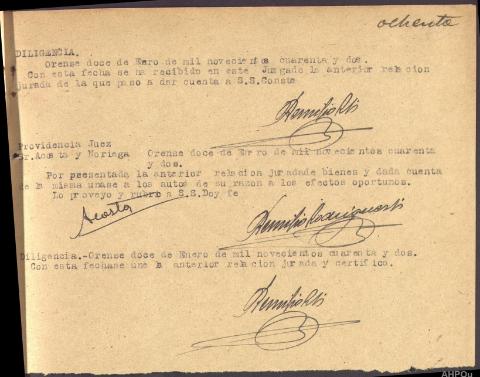 ochenta
DILIGENCIA.
Orense doce de Enero de mil novecientos cuarenta y dos.
Con esta fecha se ha recibido en este Juzgado la anterior relacion
jurada de la que paso a dar cuenta a S.S.Consta
Providencia Juez
Sr.Acosta y Noriega Orense doce de Enero de mil novecientos cuarenta
y dos.
Por presentada la anterior relacion juradade bienes y dada cuenta
de la misma unase a los autos de su razon a los efectos oportunos.
Lo proveyo y rubri a S.S.Doy fe
Acosta
Diligencia.-Orense doce de Enero de mil novecientos cuarenta y dos.
Con esta fechase une la anterior relacion jurada y certifico.
AHPOu